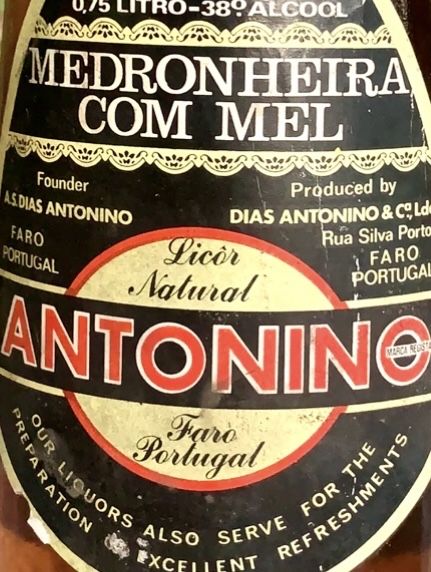 0,75 LITRO-38º ALCOOL
MEDRONHEIRA
COM MEL
Founder
A.S. DIAS ANTONINO
FARO
PORTUGAL
Produced by
DIAS ANTONINO & Cª, Lda
Rua Silva Porto
FARO
PORTUGAL
Licôr
Natural
ANTONINO
MARCA REGISTA
Faro
Portugal
OUR LIQUORS ALSO SERVE FOR THE
PREPARATION EXCELLENT REFRESHMENTS